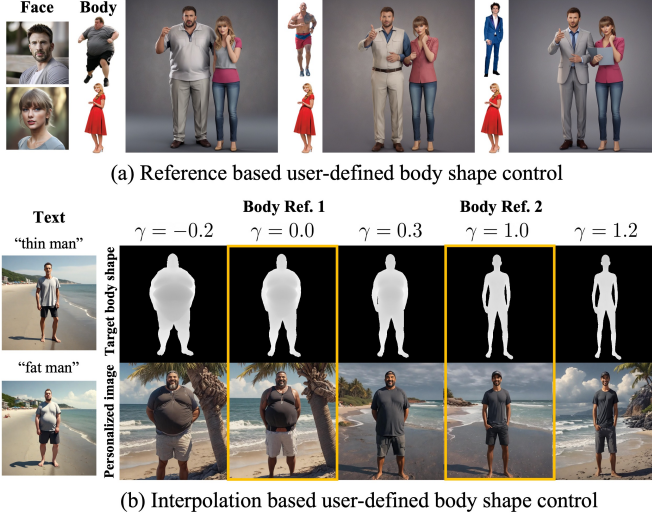 Face Body
(a) Reference based user-defined body shape control
Text
Body Ref. 1
Body Ref. 2
γ = −0.2
γ = 0.0
γ = 0.3
γ = 1.0
γ = 1.2
“thin man”
Target body shape
“fat man”
Personalized image
(b) Interpolation based user-defined body shape control